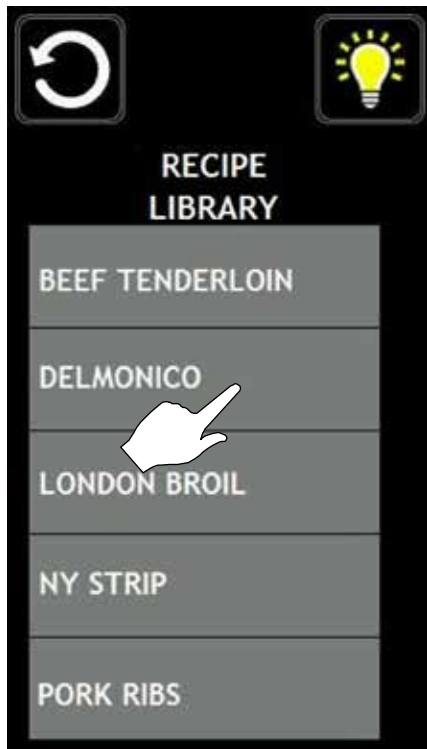 RECIPE
LIBRARY
BEEF TENDERLOIN
DELMONICO
LONDON BROIL
NY STRIP
PORK RIBS